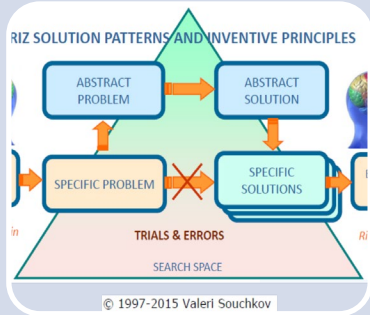 RIZ SOLUTION PATTERNS AND INVENTIVE PRINCIPLES
ABSTRACT PROBLEM
ABSTRACT SOLUTION
SPECIFIC PROBLEM
SPECIFIC SOLUTIONS
TRIALS & ERRORS
SEARCH SPACE
© 1997-2015 Valeri Souchkov